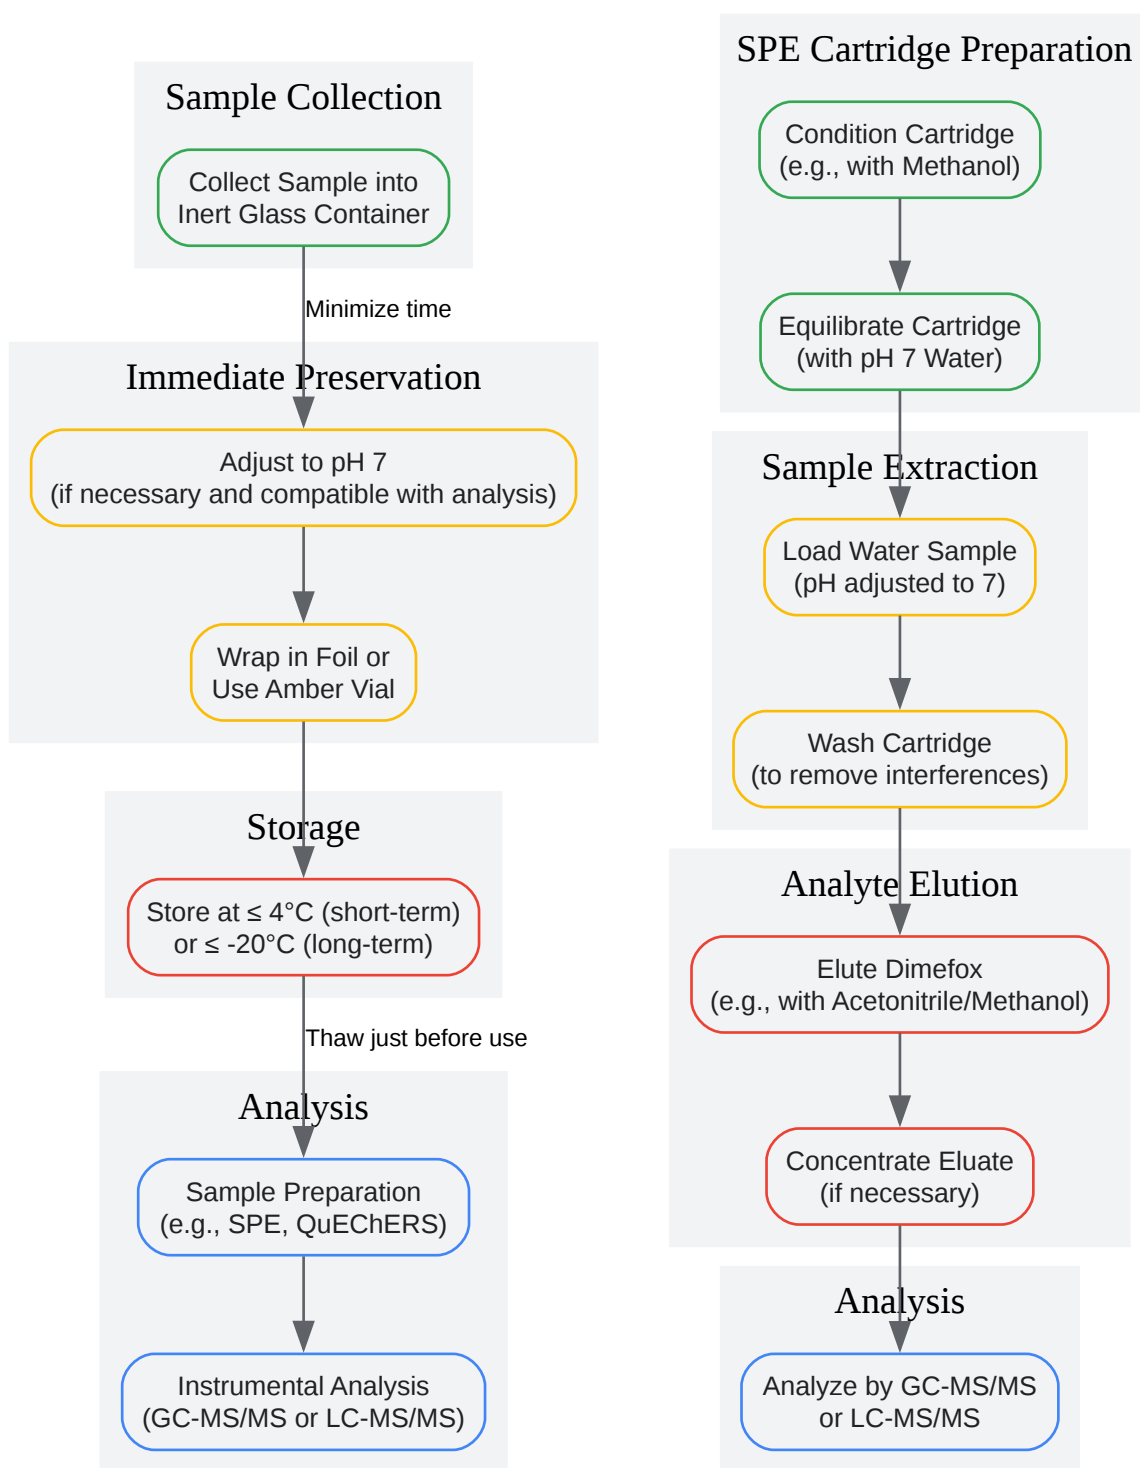 Sample Collection
Collect Sample into
Inert Glass Container
Minimize time
Immediate Preservation
Adjust to pH 7
(if necessary and compatible with analysis)
Wrap in Foil or
Use Amber Vial
Storage
Store at ≤ 4°C (short-term)
or ≤ -20°C (long-term)
Thaw just before use
Analysis
Sample Preparation
(e.g., SPE, QuEChERS)
Instrumental Analysis
(GC-MS/MS or LC-MS/MS)
SPE Cartridge Preparation
Condition Cartridge
(e.g., with Methanol)
Equilibrate Cartridge
(with pH 7 Water)
Sample Extraction
Load Water Sample
(pH adjusted to 7)
Wash Cartridge
(to remove interferences)
Analyte Elution
Elute Dimefox
(e.g., with Acetonitrile/Methanol)
Concentrate Eluate
(if necessary)
Analysis
Analyze by GC-MS/MS
or LC-MS/MS